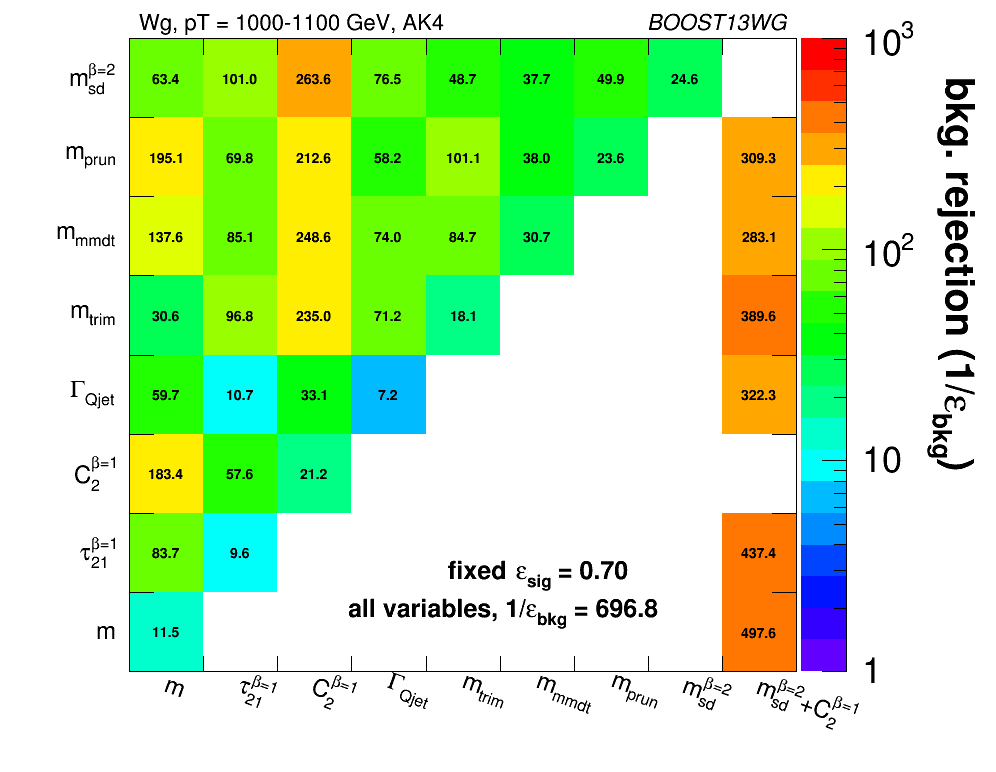 Wg, pT = 1000-1100 GeV, AK4 BOOST13WG
m_sd^β=2 63.4 101.0 263.6 76.5 48.7 37.7 49.9 24.6
m_prun 195.1 69.8 212.6 58.2 101.1 38.0 23.6 309.3
m_mmdt 137.6 85.1 248.6 74.0 84.7 30.7 283.1
m_trim 30.6 96.8 235.0 71.2 18.1 389.6
Γ_Qjet 59.7 10.7 33.1 7.2 322.3
C_2^β=1 183.4 57.6 21.2
τ_21^β=1 83.7 9.6 437.4
fixed ε_sig = 0.70
all variables, 1/ε_bkg = 696.8
m 11.5 497.6
m τ_21^β=1 C_2^β=1 Γ_Qjet m_trim m_mmdt m_prun m_sd^β=2 m_sd^β=2+C_2^β=1
10^3
10^2
10
1
bkg. rejection (1/ε_bkg)